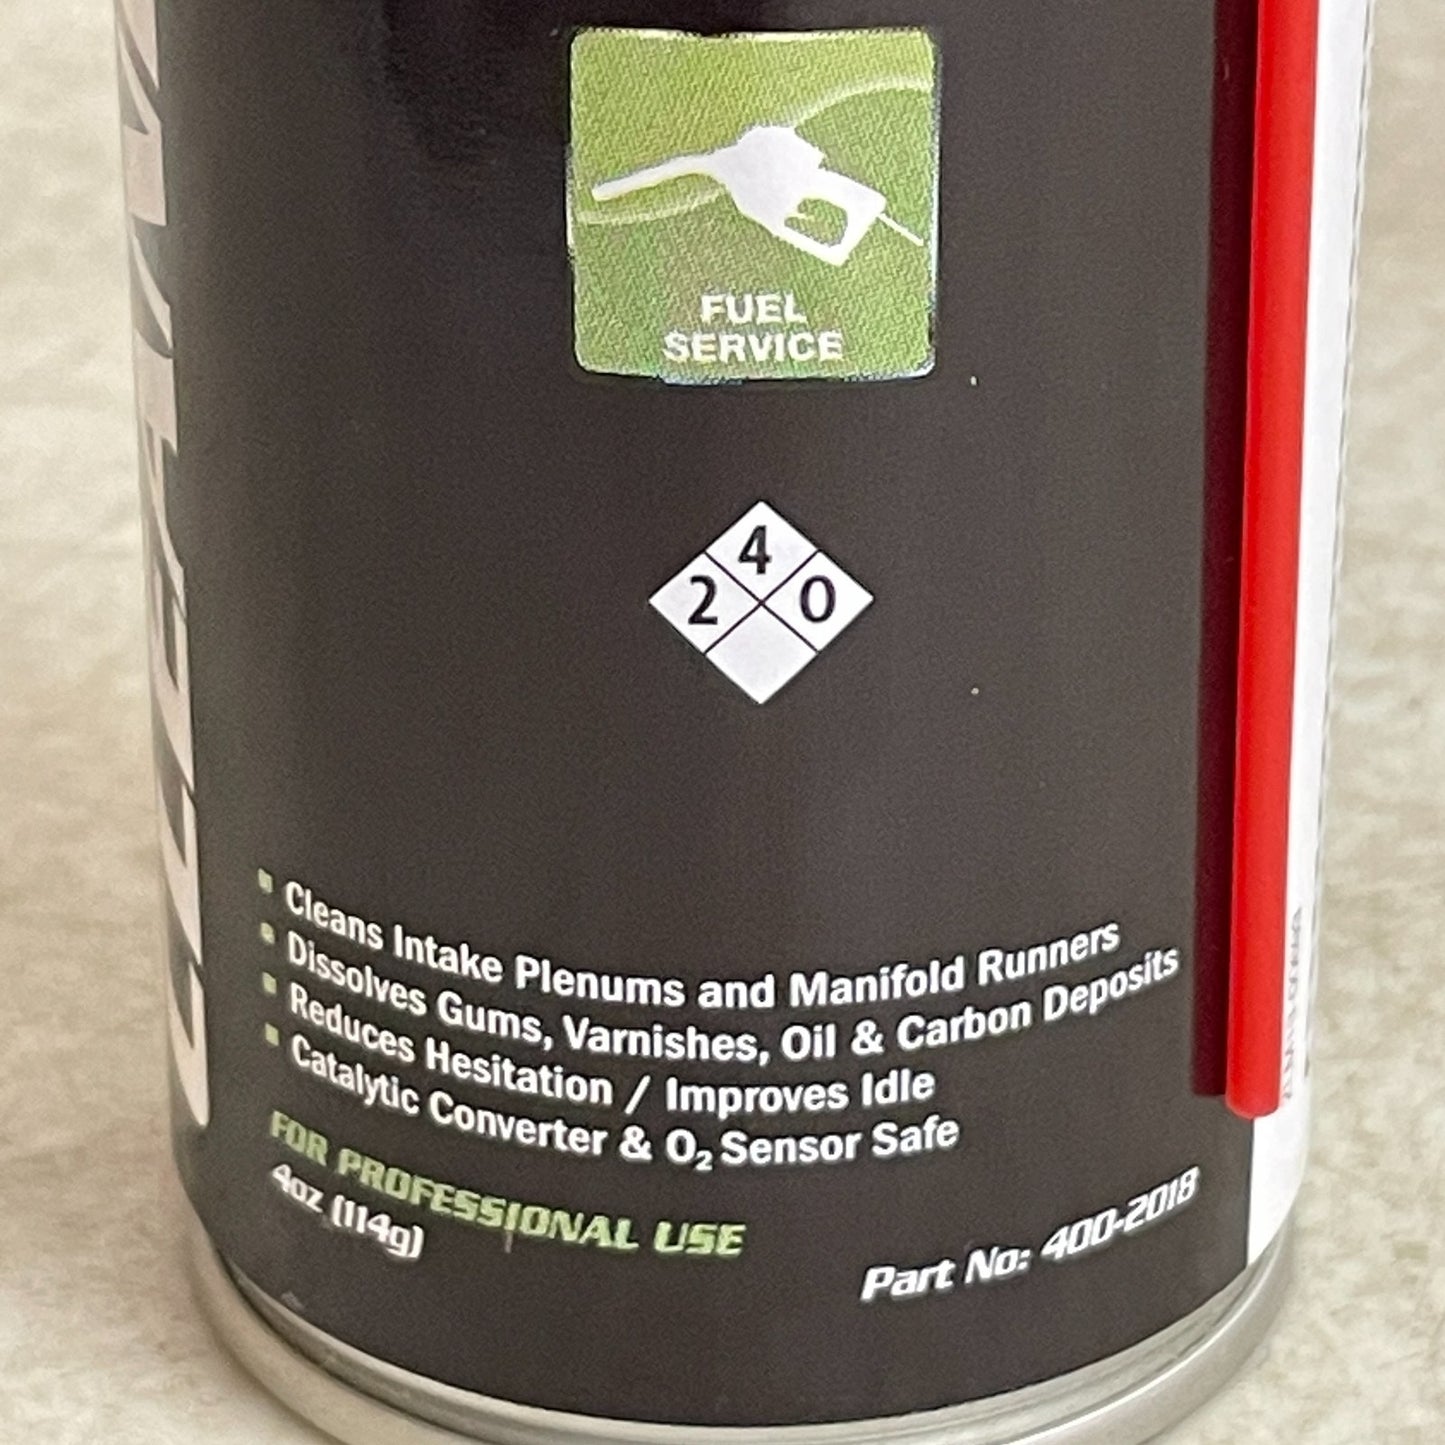 FUEL
SERVICE
4
2 0
Cleans Intake Plenums and Manifold Runners
Dissolves Gums, Varnishes, Oil & Carbon Deposits
Reduces Hesitation / Improves Idle
Catalytic Converter & O₂ Sensor Safe
FOR PROFESSIONAL USE
4oz (114g)
Part No: 400-2018